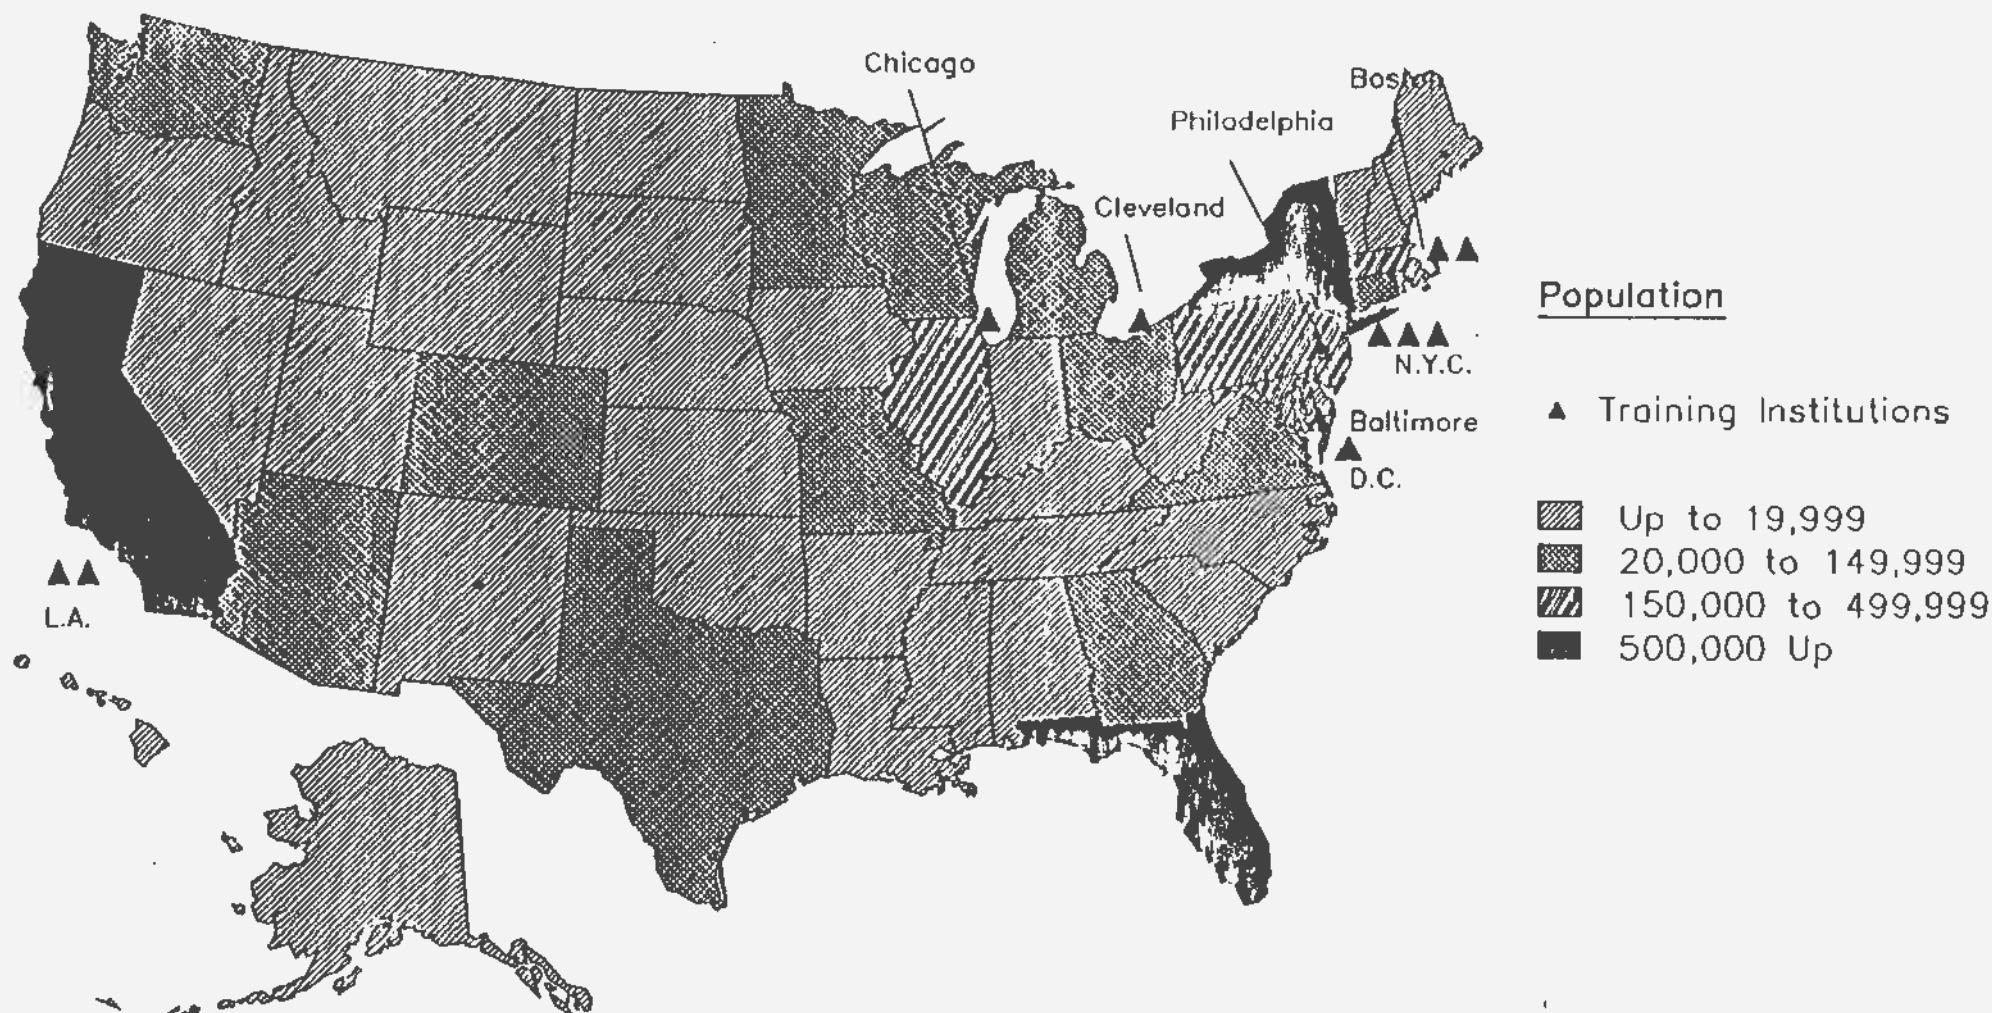 Chicago
Boston
Philadelphia
Cleveland
Population
N.Y.C.
▲ Training Institutions
Baltimore
D.C.
Up to 19,999
20,000 to 149,999
150,000 to 499,999
500,000 Up
L.A.